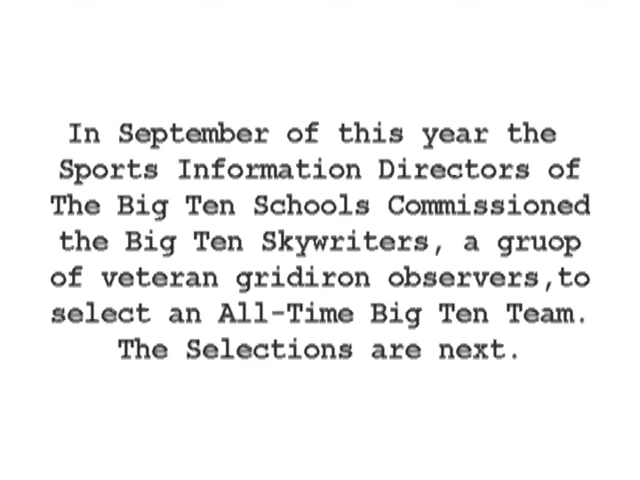 In September of this year the
Sports Information Directors of
The Big Ten Schools Commissioned
the Big Ten Skywriters, a gruop
of veteran gridiron observers,to
select an All-Time Big Ten Team.
The Selections are next.